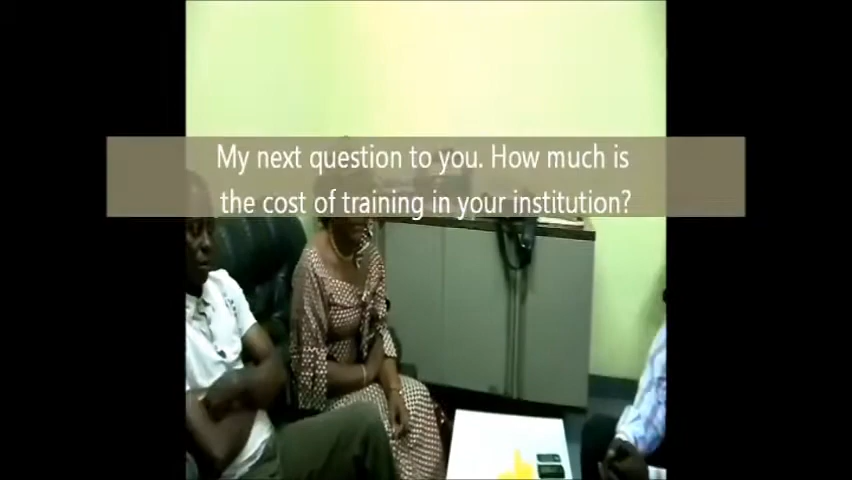 My next question to you. How much is
the cost of training in your institution?